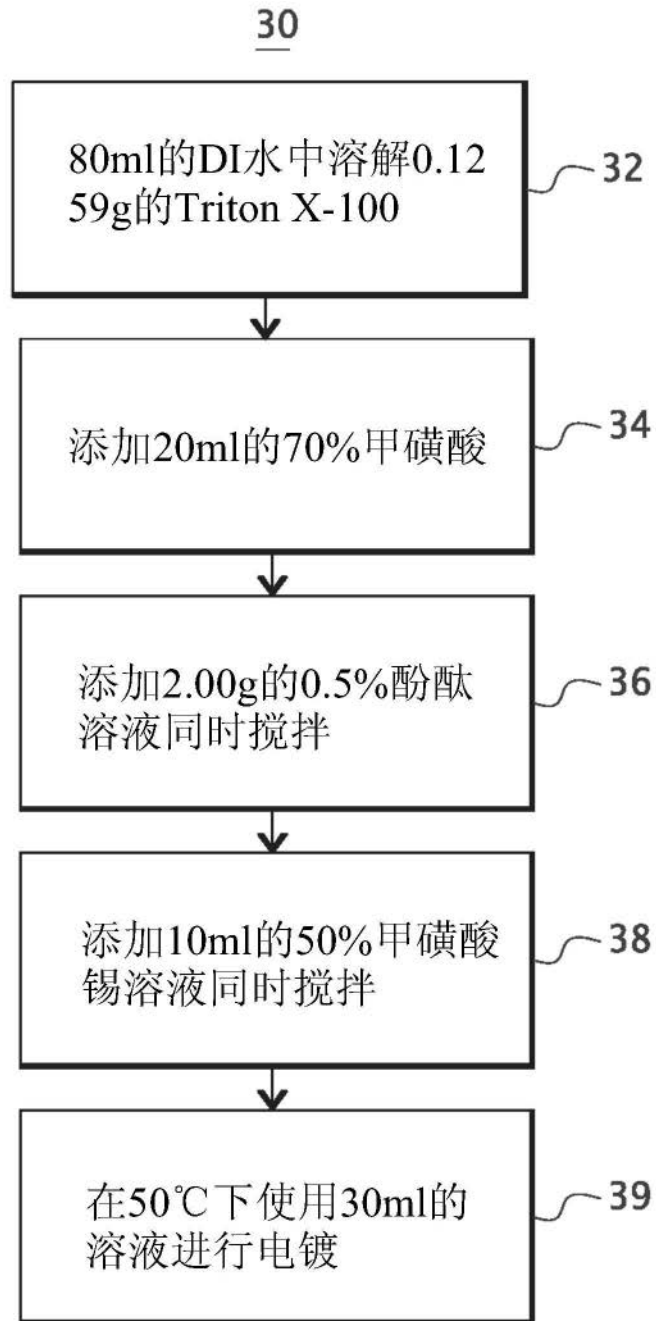 30
80ml的DI水中溶解0.12
59g的Triton X-100
32
添加20ml的70%甲磺酸
34
添加2.00g的0.5%酚酞
溶液同时搅拌
36
添加10ml的50%甲磺酸
锡溶液同时搅拌
38
在50℃下使用30ml的
溶液进行电镀
39